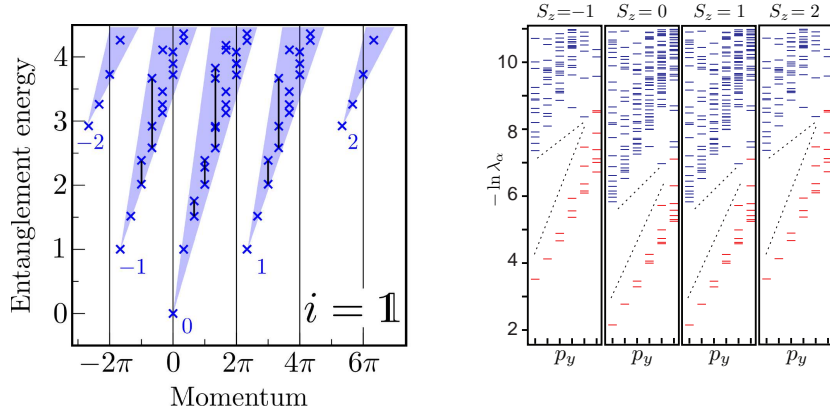 Entanglement energy
4
3
2
1
0
−2
−1
0
1
2
i = 𝟙
−2π 0 2π 4π 6π
Momentum
S_z=−1 S_z=0 S_z=1 S_z=2
− ln λ_α
10
8
6
4
2
p_y p_y p_y p_y